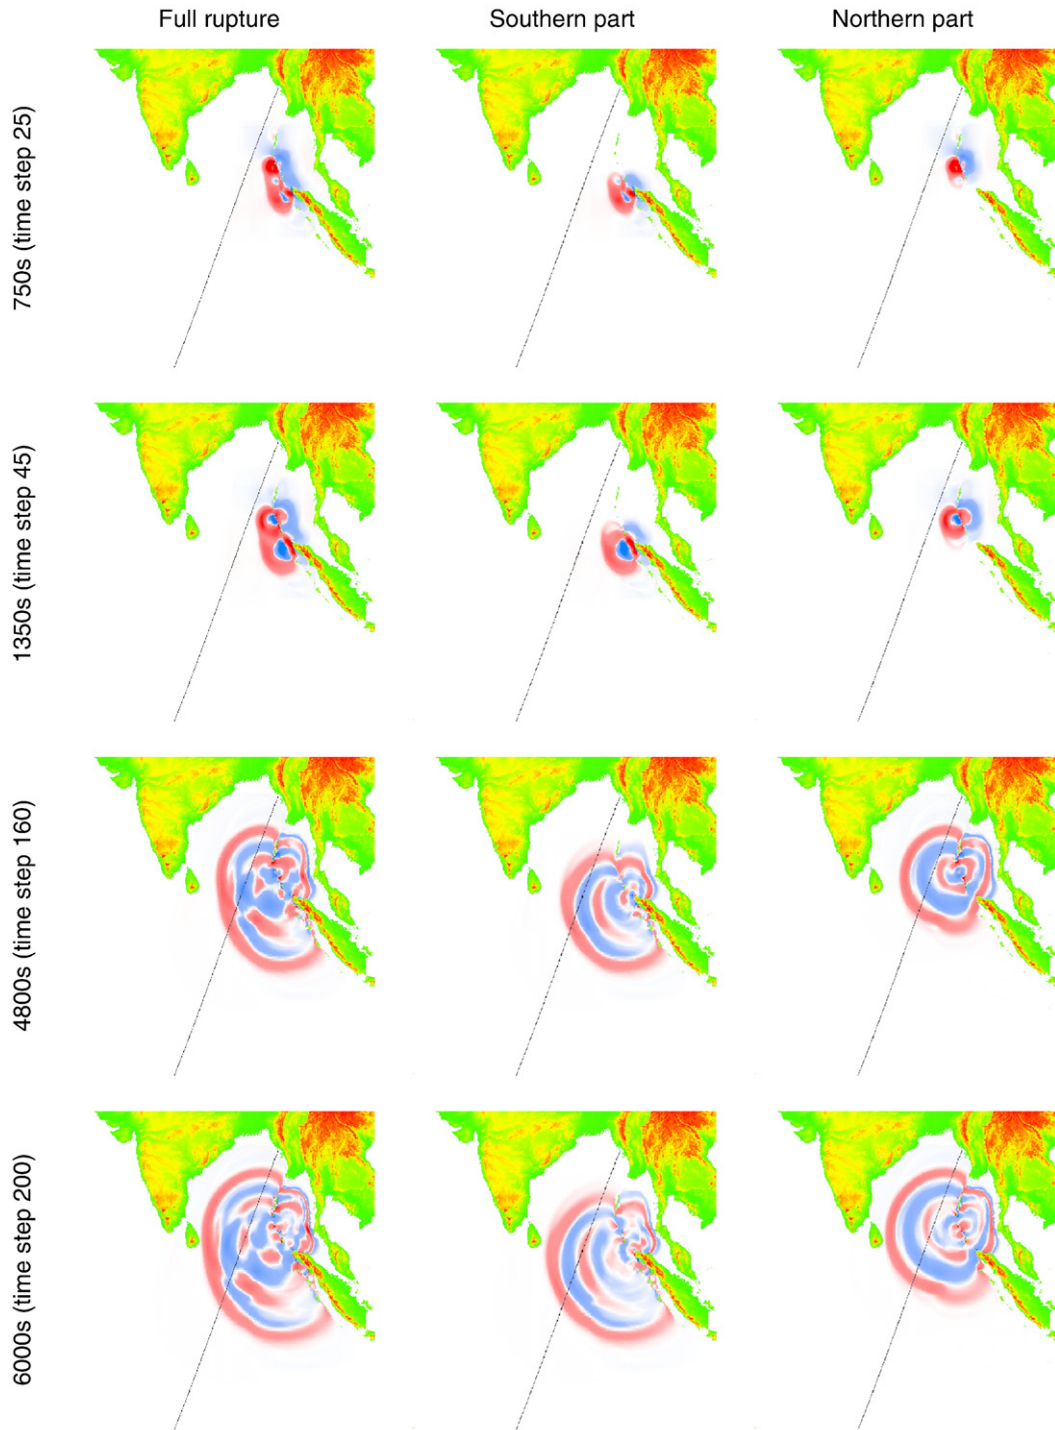 Full rupture
Southern part
Northern part
750s (time step 25)
1350s (time step 45)
4800s (time step 160)
6000s (time step 200)